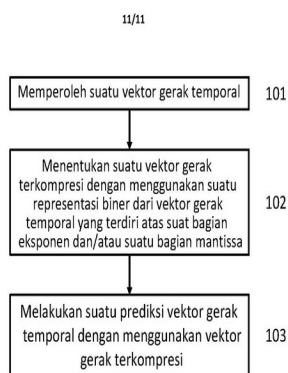 11/11
Memperoleh suatu vektor gerak temporal
101
Menentukan suatu vektor gerak
terkompresi dengan menggunakan suatu
representasi biner dari vektor gerak
temporal yang terdiri atas suat bagian
eksponen dan/atau suatu bagian mantissa
102
Melakukan suatu prediksi vektor gerak
temporal dengan menggunakan vektor
gerak terkompresi
103